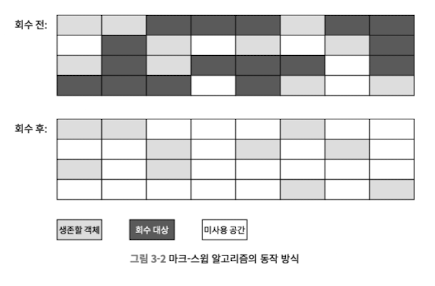 회수 전:
회수 후:
생존할 객체
회수 대상
미사용 공간
그림 3-2 마크-스윕 알고리즘의 동작 방식